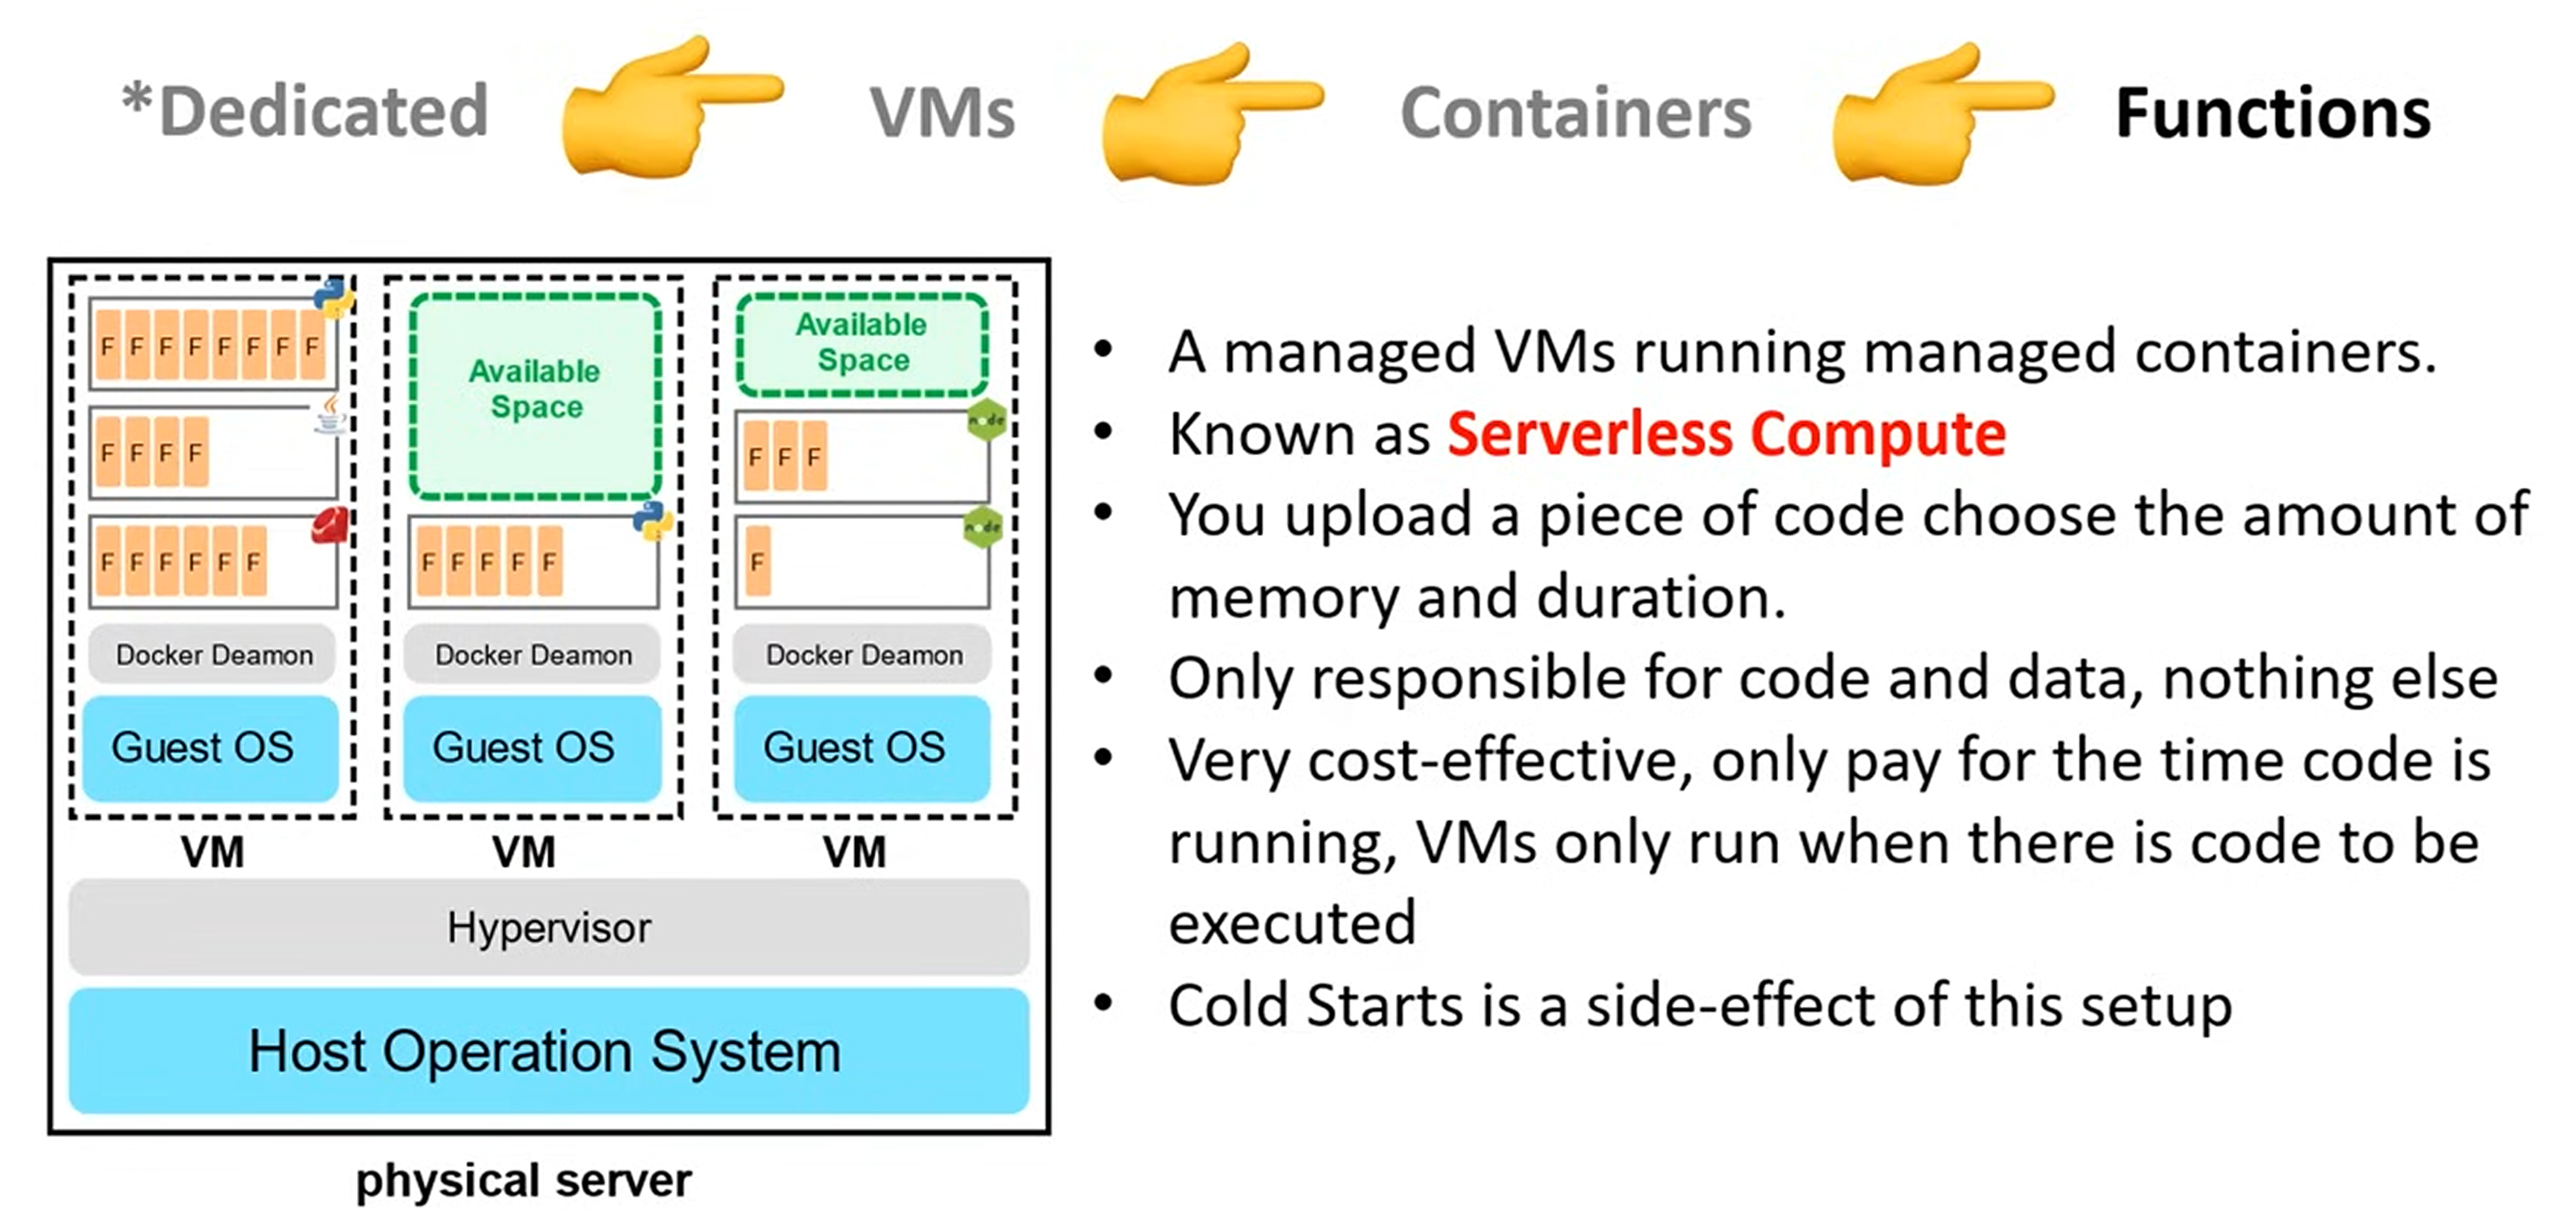 *Dedicated VMs Containers Functions
F F F F F F F F
F F F F
F F F F F F
Docker Deamon
Guest OS
VM
Available
Space
F F F F F
Docker Deamon
Guest OS
VM
Available
Space
node
F F F
node
F
Docker Deamon
Guest OS
VM
Hypervisor
Host Operation System
physical server
• A managed VMs running managed containers.
• Known as Serverless Compute
• You upload a piece of code choose the amount of
memory and duration.
• Only responsible for code and data, nothing else
• Very cost-effective, only pay for the time code is
running, VMs only run when there is code to be
executed
• Cold Starts is a side-effect of this setup